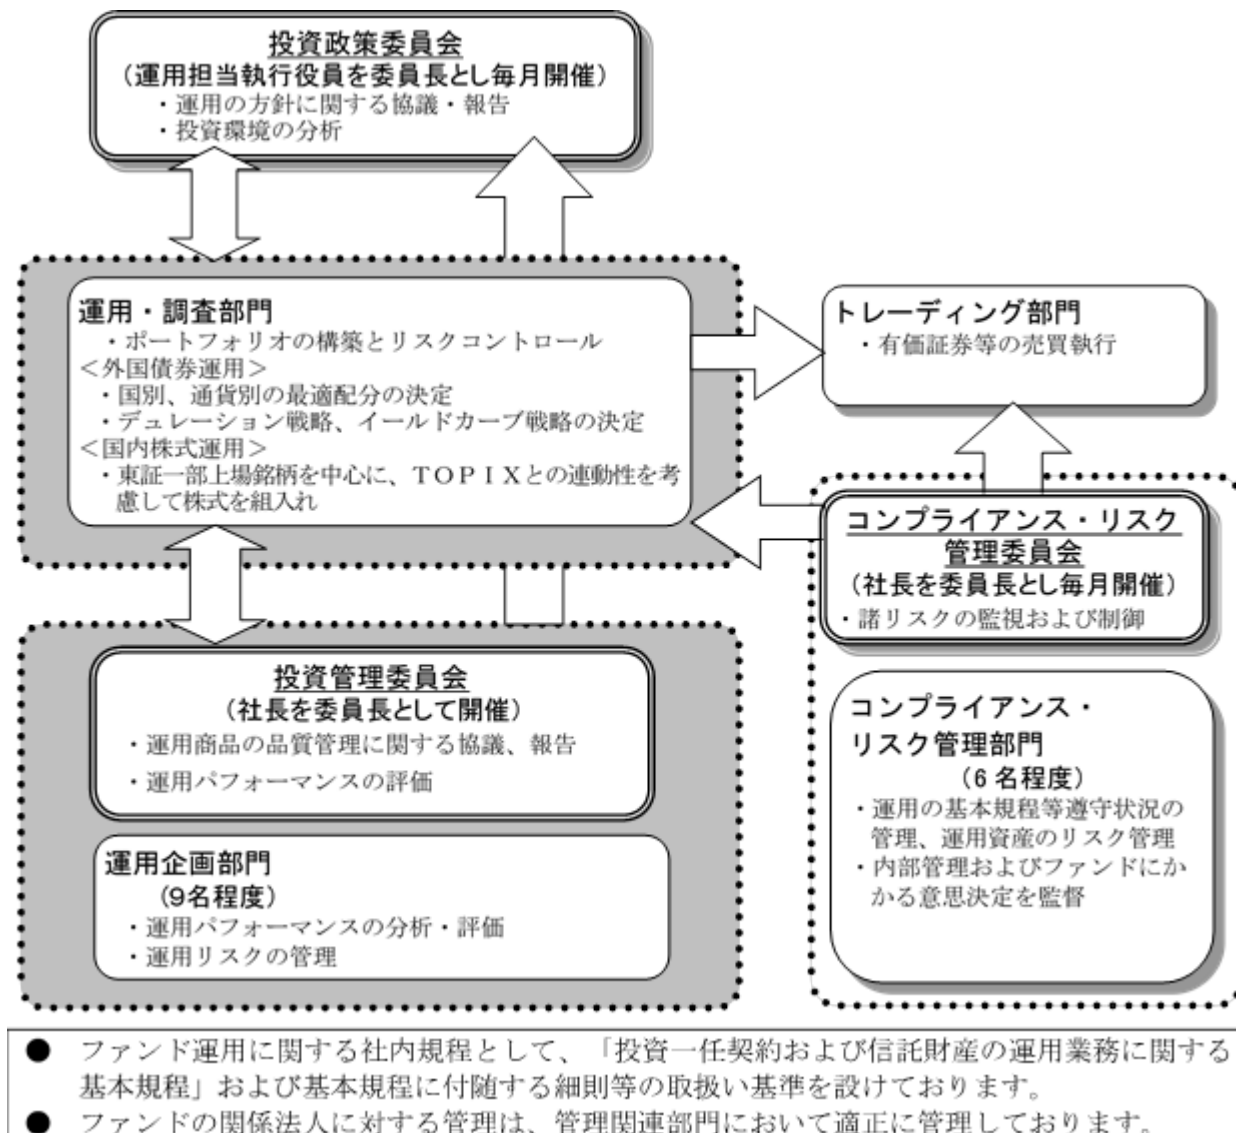 投資政策委員会
（運用担当執行役員を委員長とし毎月開催）
・運用の方針に関する協議・報告
・投資環境の分析
運用・調査部門
・ポートフォリオの構築とリスクコントロール
＜外国債券運用＞
・国別、通貨別の最適配分の決定
・デュレーション戦略、イールドカーブ戦略の決定
＜国内株式運用＞
・東証一部上場銘柄を中心に、ＴＯＰＩＸとの連動性を考
慮して株式を組入れ
トレーディング部門
・有価証券等の売買執行
コンプライアンス・リスク
管理委員会
（社長を委員長とし毎月開催）
・諸リスクの監視および制御
投資管理委員会
（社長を委員長として開催）
・運用商品の品質管理に関する協議、報告
・運用パフォーマンスの評価
運用企画部門
（9名程度）
・運用パフォーマンスの分析・評価
・運用リスクの管理
コンプライアンス・
リスク管理部門
（6 名程度）
・運用の基本規程等遵守状況の
管理、運用資産のリスク管理
・内部管理およびファンドにか
かる意思決定を監督
● ファンド運用に関する社内規程として、「投資一任契約および信託財産の運用業務に関する
基本規程」および基本規程に付随する細則等の取扱い基準を設けております。
● ファンドの関係法人に対する管理は、管理関連部門において適正に管理しております。